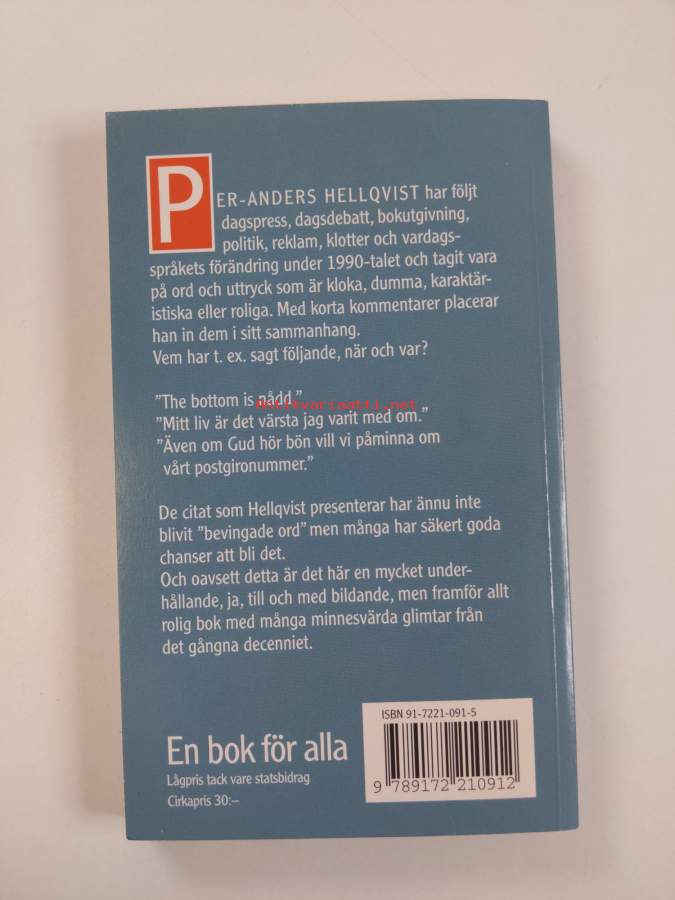 PER-ANDERS HELLQVIST har följt
dagspress, dagsdebatt, bokutgivning,
politik, reklam, klotter och vardags-
språkets förändring under 1990-talet och tagit vara
på ord och uttryck som är kloka, dumma, karaktär-
istiska eller roliga. Med korta kommentarer placerar
han in dem i sitt sammanhang.
Vem har t. ex. sagt följande, när och var?
"The bottom is nådd."
Antikvariaatti.net
"Mitt liv är det värsta jag varit med om."
"Även om Gud hör bön vill vi påminna om
vårt postgironummer."
De citat som Hellqvist presenterar har ännu inte
blivit "bevingade ord" men många har säkert goda
chanser att bli det.
Och oavsett detta är det här en mycket under-
hållande, ja, till och med bildande, men framför allt
rolig bok med många minnesvärda glimtar från
det gångna decenniet.
ISBN 91-7221-091-5
En bok för alla
Lågpris tack vare statsbidrag
Cirkapris 30:–
9 789172 210912